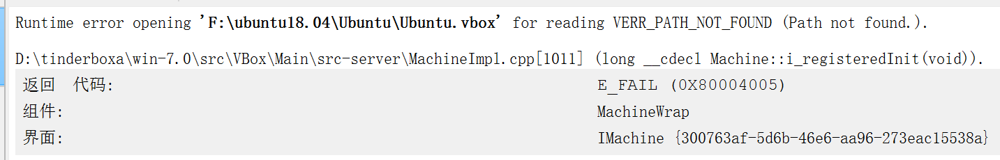 Runtime error opening 'F:\ubuntu18.04\Ubuntu\Ubuntu.vbox' for reading VERR_PATH_NOT_FOUND (Path not found.).
D:\tinderboxa\win-7.0\src\VBox\Main\src-server\MachineImpl.cpp[1011] (long __cdecl Machine::i_registeredInit(void)).
返回 代码: E_FAIL (0X80004005)
组件: MachineWrap
界面: IMachine {300763af-5d6b-46e6-aa96-273eac15538a}